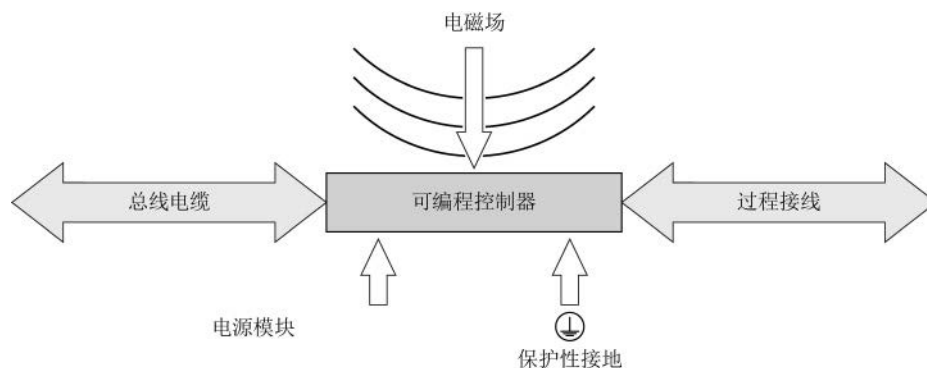 电磁场
总线电缆
可编程控制器
过程接线
电源模块
保护性接地